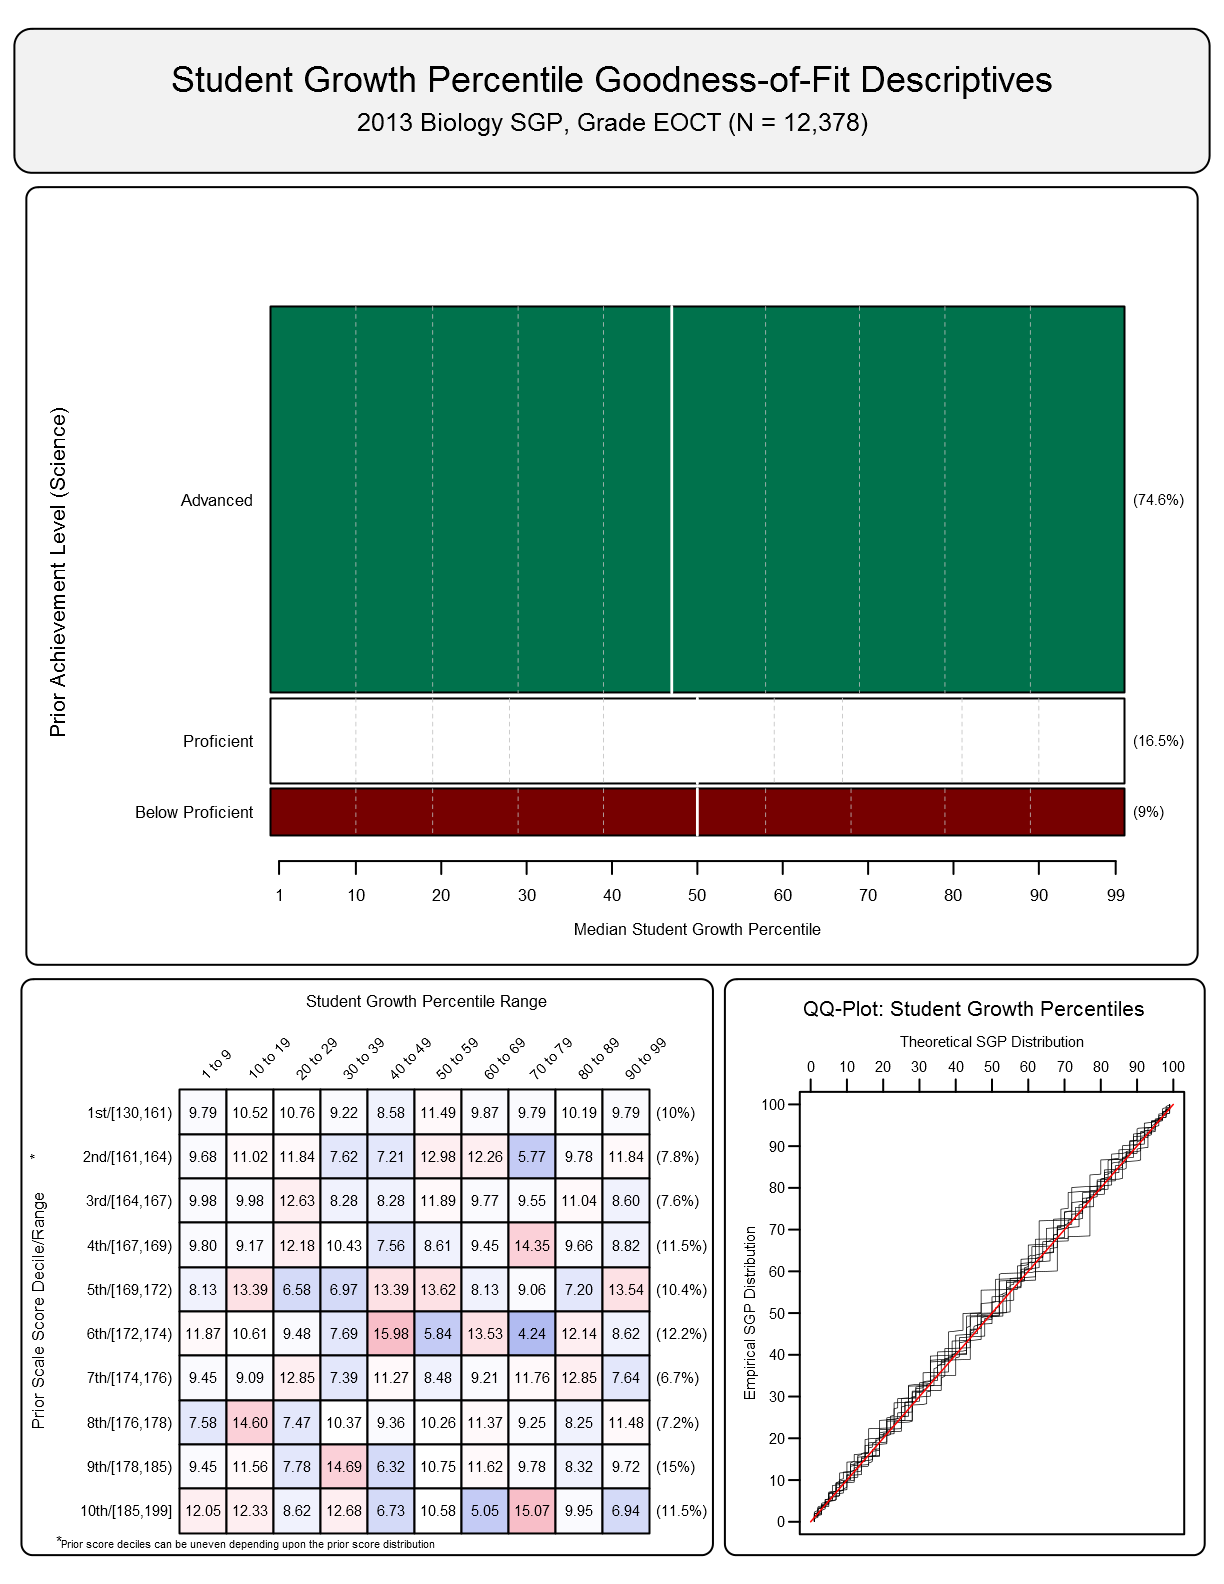 Student Growth Percentile Goodness-of-Fit Descriptives
2013 Biology SGP, Grade EOCT (N = 12,378)
Prior Achievement Level (Science)
Advanced (74.6%)
Proficient (16.5%)
Below Proficient (9%)
1 10 20 30 40 50 60 70 80 90 99
Median Student Growth Percentile
Student Growth Percentile Range
1 to 9 10 to 19 20 to 29 30 to 39 40 to 49 50 to 59 60 to 69 70 to 79 80 to 89 90 to 99
* Prior Scale Score Decile/Range
1st/[130,161) 9.79 10.52 10.76 9.22 8.58 11.49 9.87 9.79 10.19 9.79 (10%)
2nd/[161,164) 9.68 11.02 11.84 7.62 7.21 12.98 12.26 5.77 9.78 11.84 (7.8%)
3rd/[164,167) 9.98 9.98 12.63 8.28 8.28 11.89 9.77 9.55 11.04 8.60 (7.6%)
4th/[167,169) 9.80 9.17 12.18 10.43 7.56 8.61 9.45 14.35 9.66 8.82 (11.5%)
5th/[169,172) 8.13 13.39 6.58 6.97 13.39 13.62 8.13 9.06 7.20 13.54 (10.4%)
6th/[172,174) 11.87 10.61 9.48 7.69 15.98 5.84 13.53 4.24 12.14 8.62 (12.2%)
7th/[174,176) 9.45 9.09 12.85 7.39 11.27 8.48 9.21 11.76 12.85 7.64 (6.7%)
8th/[176,178) 7.58 14.60 7.47 10.37 9.36 10.26 11.37 9.25 8.25 11.48 (7.2%)
9th/[178,185) 9.45 11.56 7.78 14.69 6.32 10.75 11.62 9.78 8.32 9.72 (15%)
10th/[185,199] 12.05 12.33 8.62 12.68 6.73 10.58 5.05 15.07 9.95 6.94 (11.5%)
*Prior score deciles can be uneven depending upon the prior score distribution
QQ-Plot: Student Growth Percentiles
Theoretical SGP Distribution
0 10 20 30 40 50 60 70 80 90 100
Empirical SGP Distribution
100
90
80
70
60
50
40
30
20
10
0